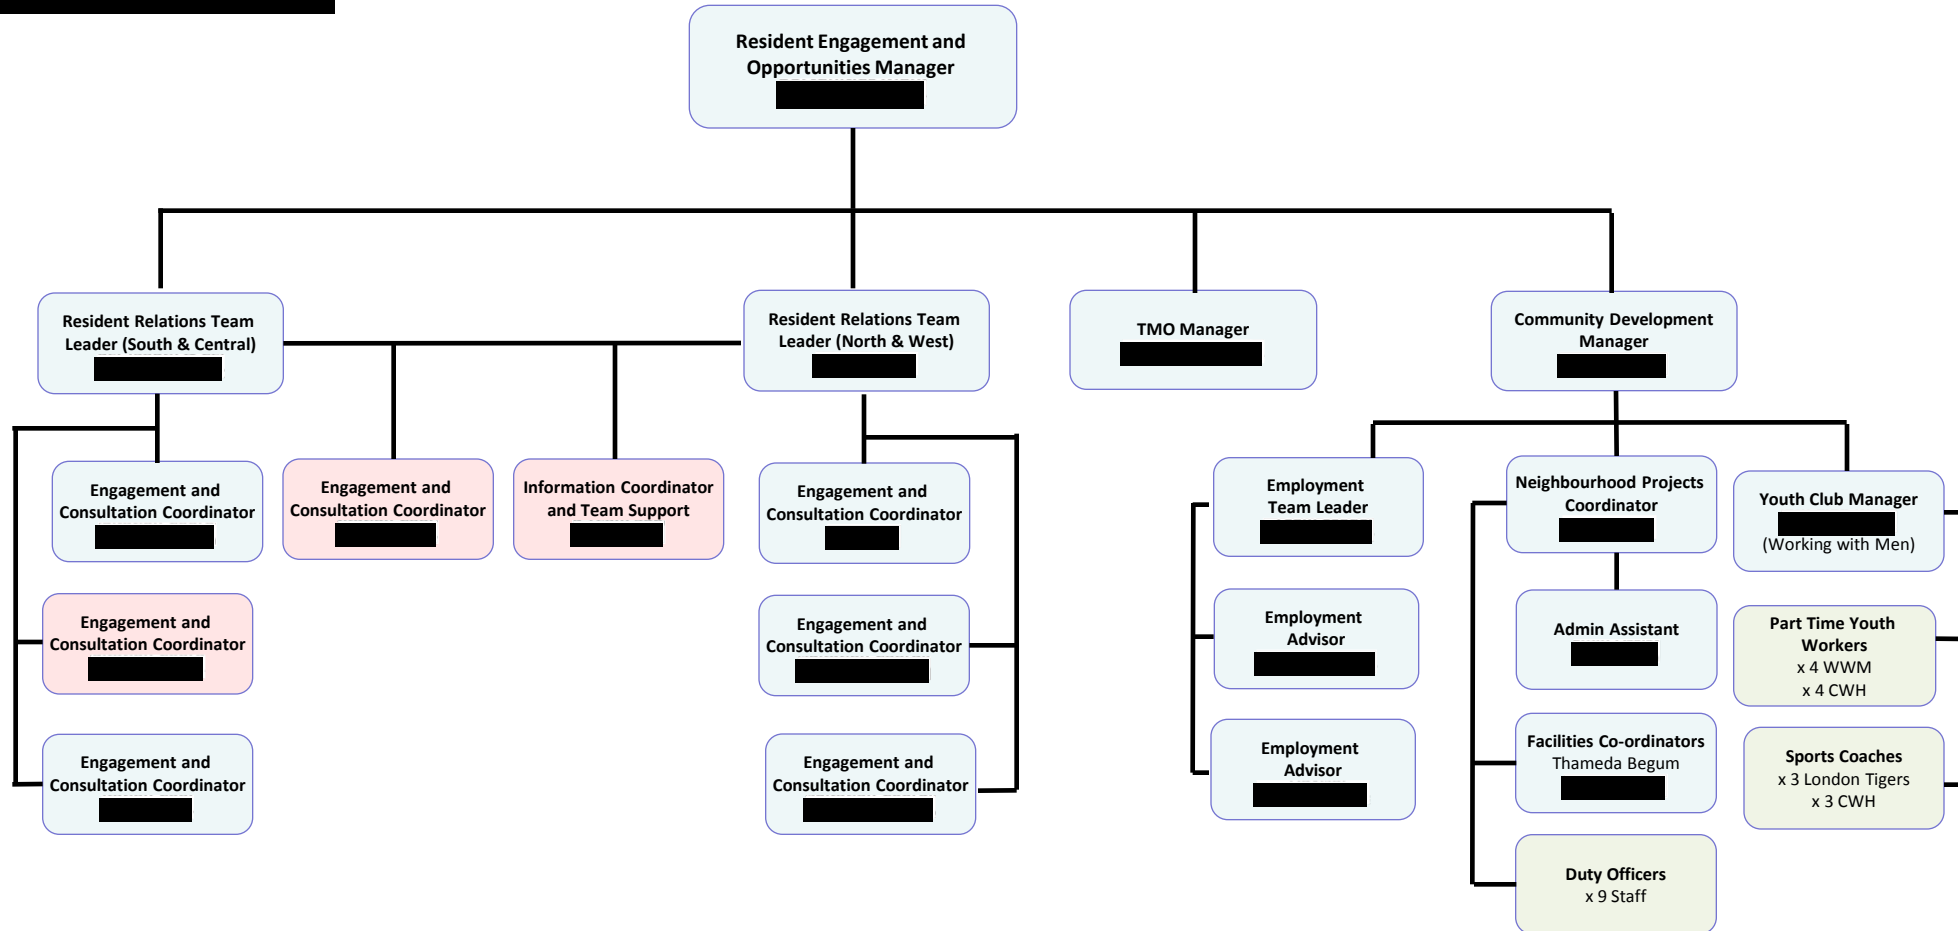 Resident Engagement and
Opportunities Manager
Resident Relations Team
Leader (South & Central)
Resident Relations Team
Leader (North & West)
TMO Manager
Community Development
Manager
Engagement and
Consultation Coordinator
Engagement and
Consultation Coordinator
Information Coordinator
and Team Support
Engagement and
Consultation Coordinator
Employment
Team Leader
Neighbourhood Projects
Coordinator
Youth Club Manager
(Working with Men)
Engagement and
Consultation Coordinator
Engagement and
Consultation Coordinator
Employment
Advisor
Admin Assistant
Part Time Youth
Workers
x 4 WWM
x 4 CWH
Engagement and
Consultation Coordinator
Engagement and
Consultation Coordinator
Employment
Advisor
Facilities Co-ordinators
Thameda Begum
Sports Coaches
x 3 London Tigers
x 3 CWH
Duty Officers
x 9 Staff